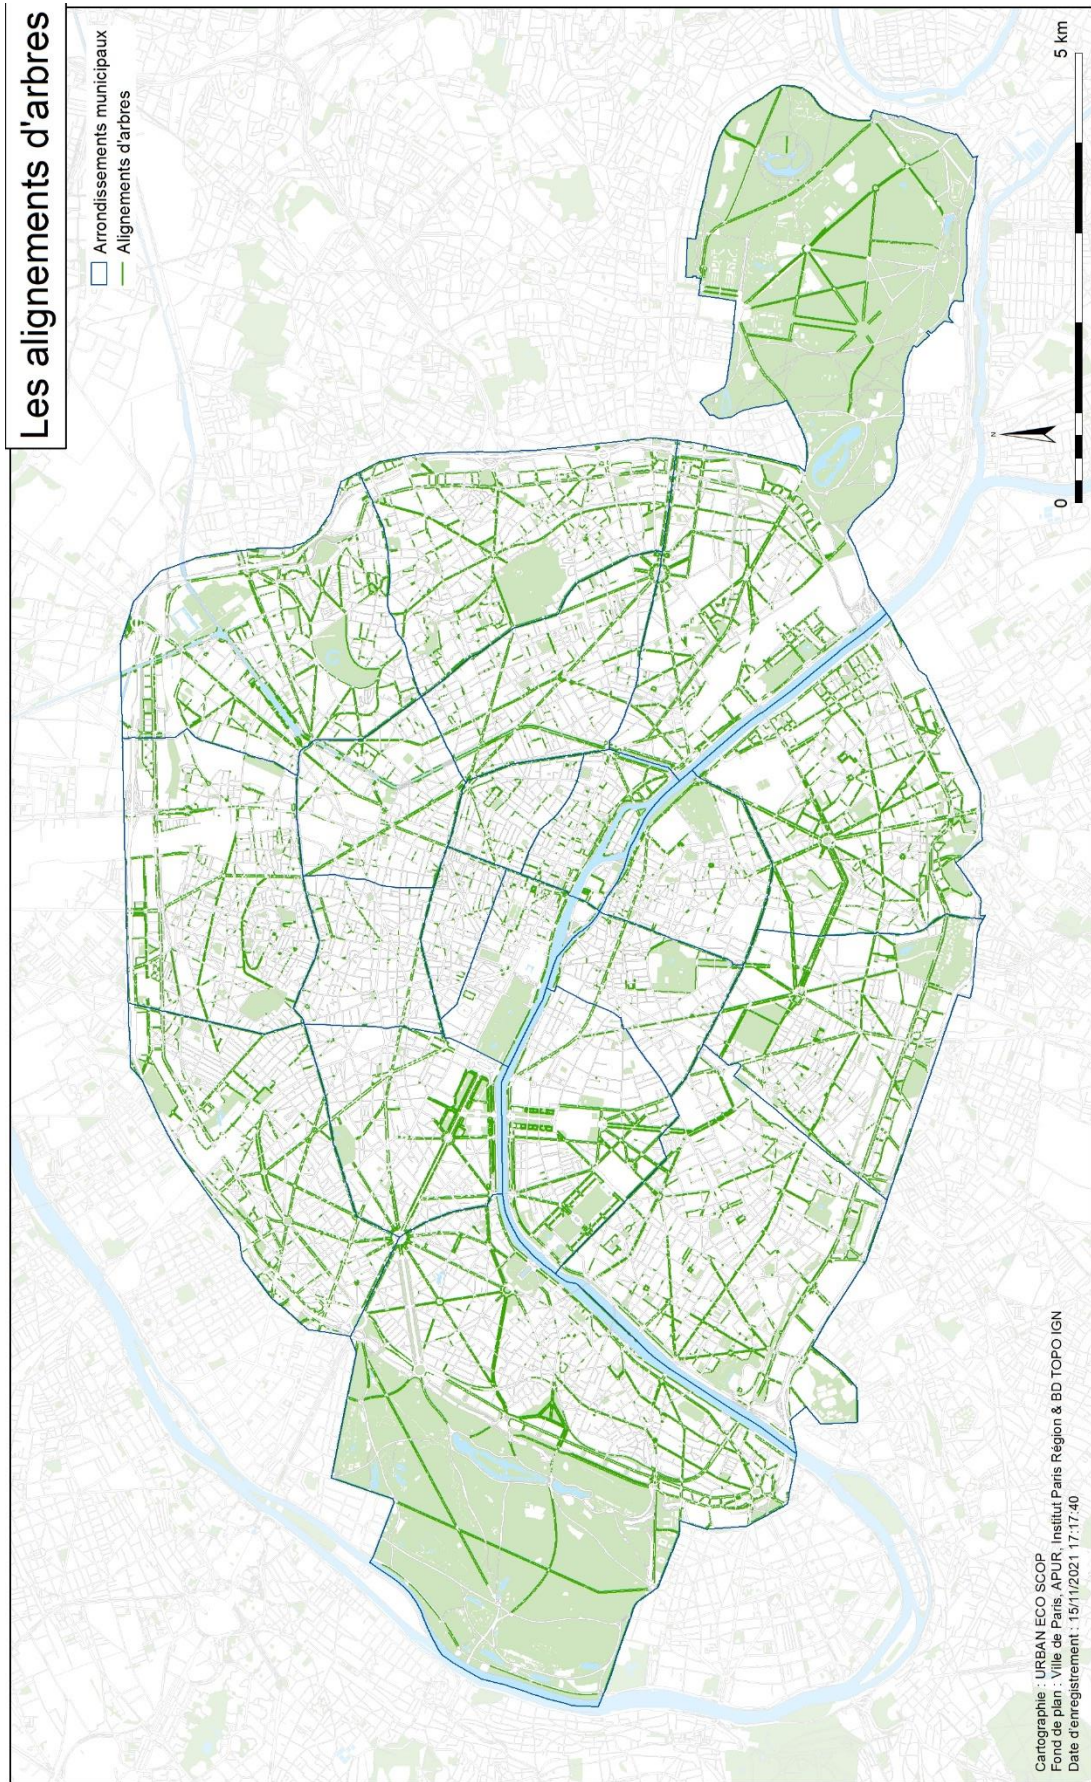 Les alignements d'arbres
Arrondissements municipaux
Alignements d'arbres
N
0 5 km
Cartographie : URBAN ECO SCOP
Fond de plan : Ville de Paris, APUR, Institut Paris Région & BD TOPO IGN
Date d'enregistrement : 15/11/2021 17:17:40